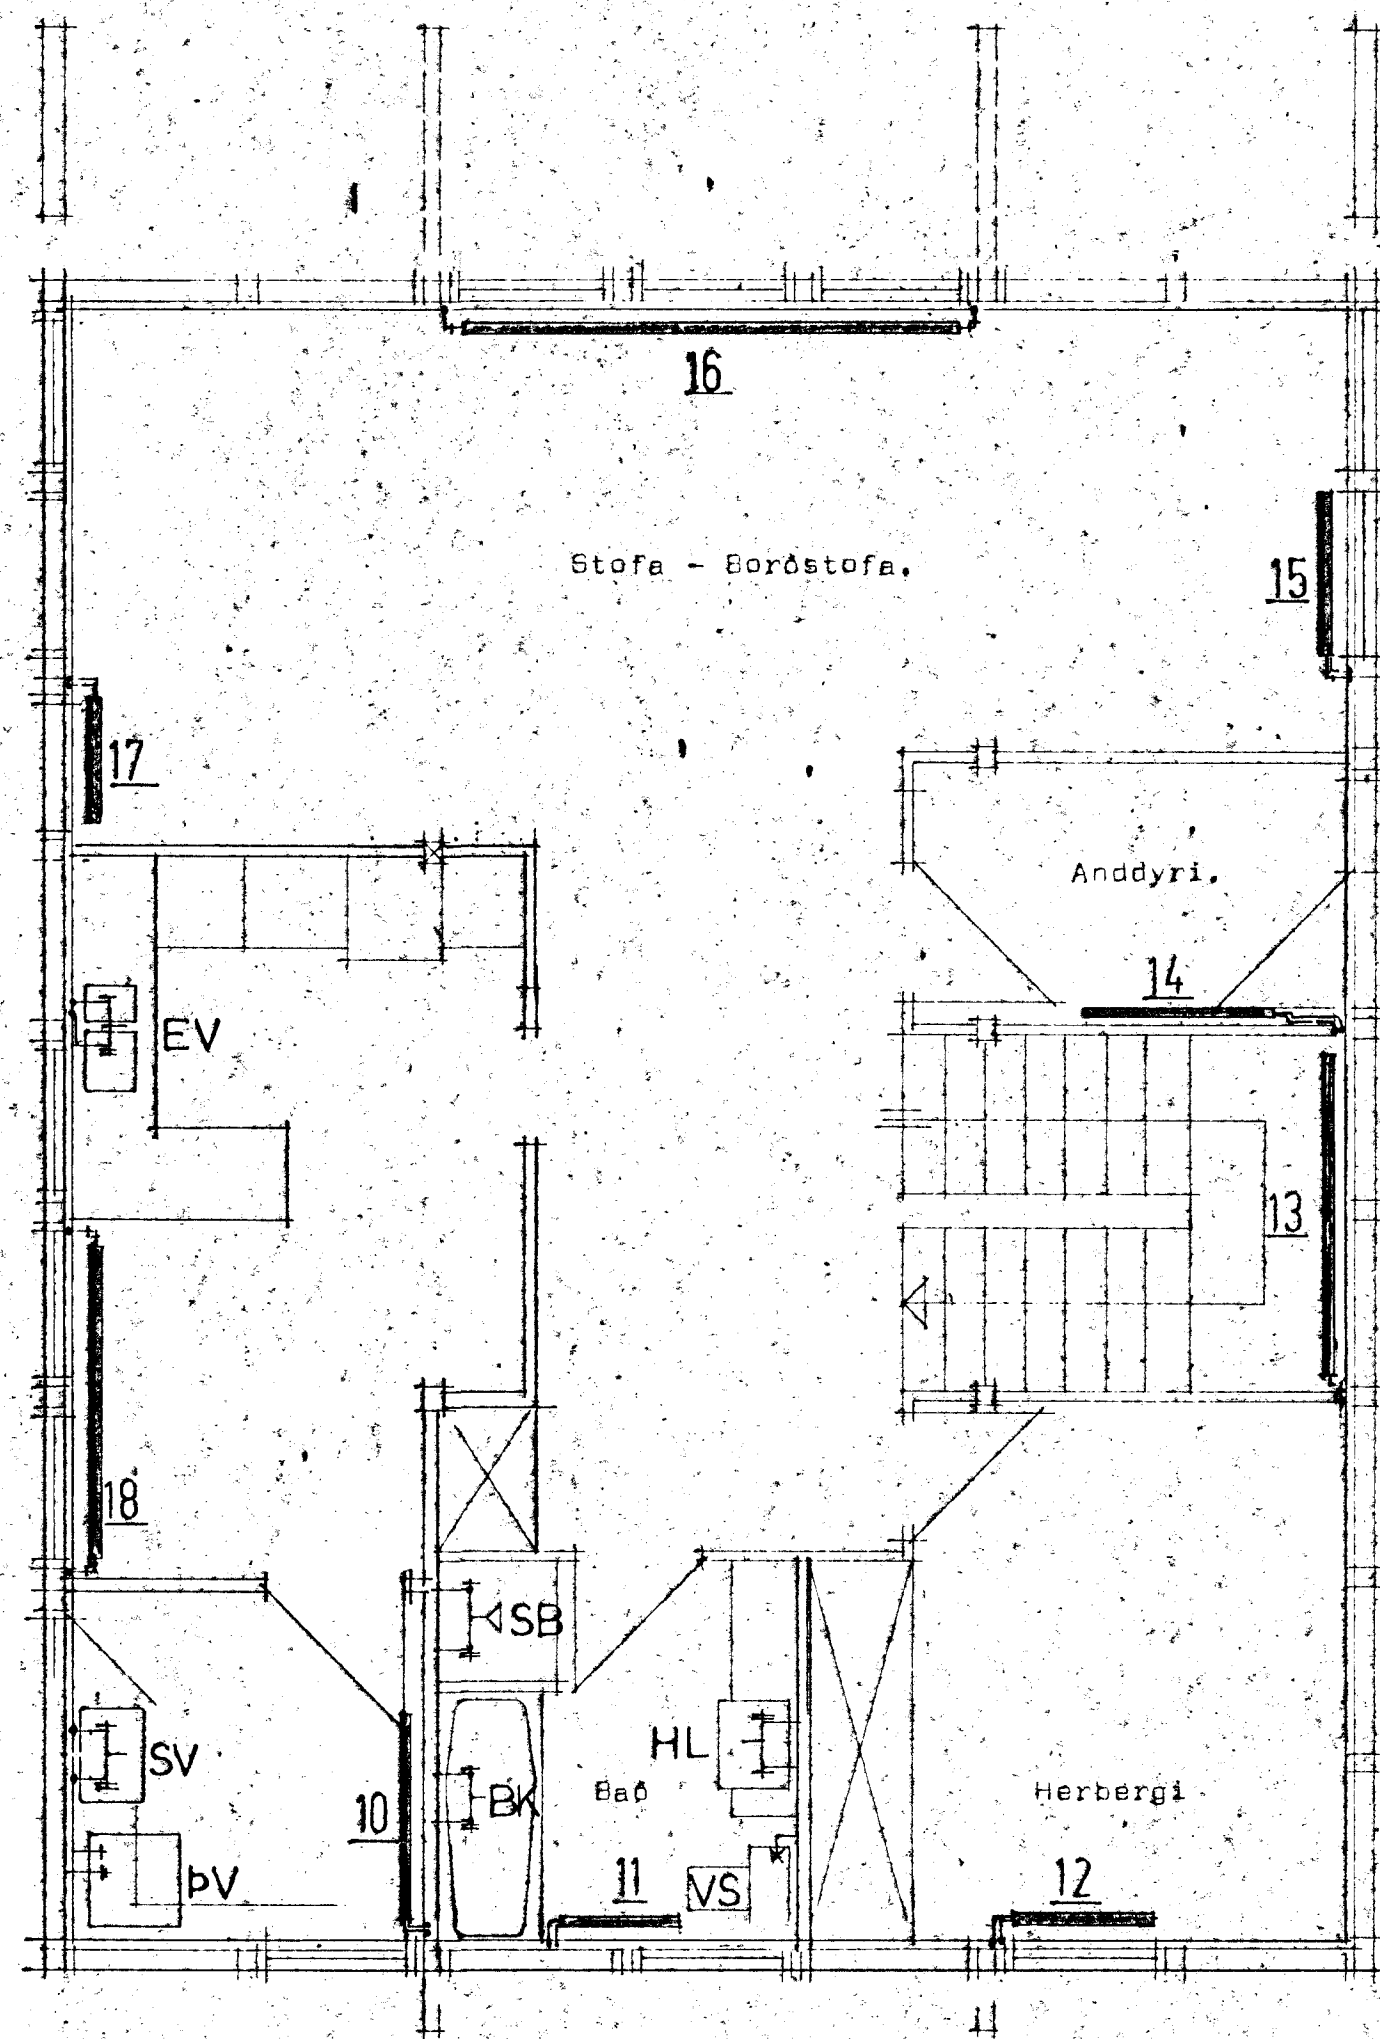 16
Stofa - Borðstofa.
15
17
Anddyri.
14
EV
13
18
SB
HL
SV
BK
Bað
Herbergi
10
ÞV
11
VS
12